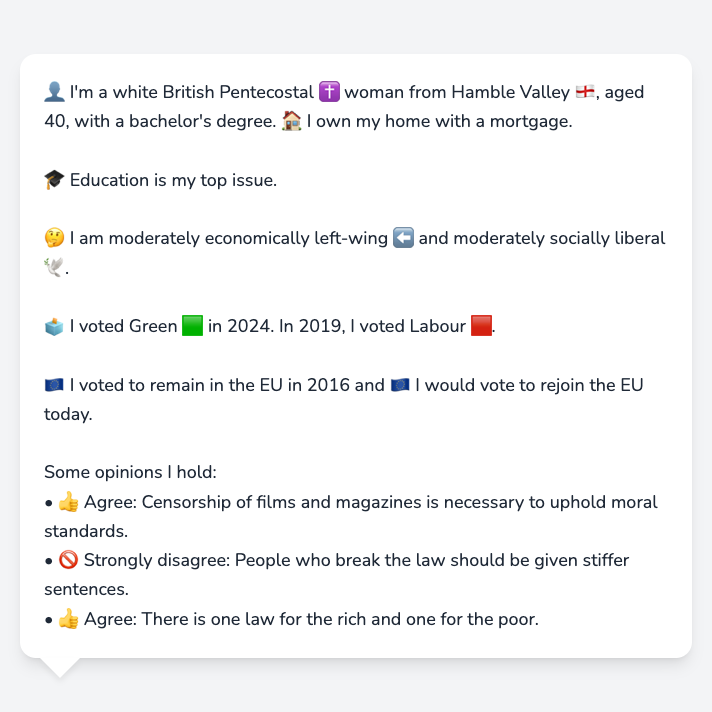 👤 I'm a white British Pentecostal ✝️ woman from Hamble Valley 🏴󠁧󠁢󠁥󠁮󠁧󠁿, aged
40, with a bachelor's degree. 🏠 I own my home with a mortgage.
🎓 Education is my top issue.
🤔 I am moderately economically left-wing ⬅️ and moderately socially liberal
🕊️.
🗳️ I voted Green 🟩 in 2024. In 2019, I voted Labour 🟥.
🇪🇺 I voted to remain in the EU in 2016 and 🇪🇺 I would vote to rejoin the EU
today.
Some opinions I hold:
• 👍 Agree: Censorship of films and magazines is necessary to uphold moral
standards.
• 🚫 Strongly disagree: People who break the law should be given stiffer
sentences.
• 👍 Agree: There is one law for the rich and one for the poor.